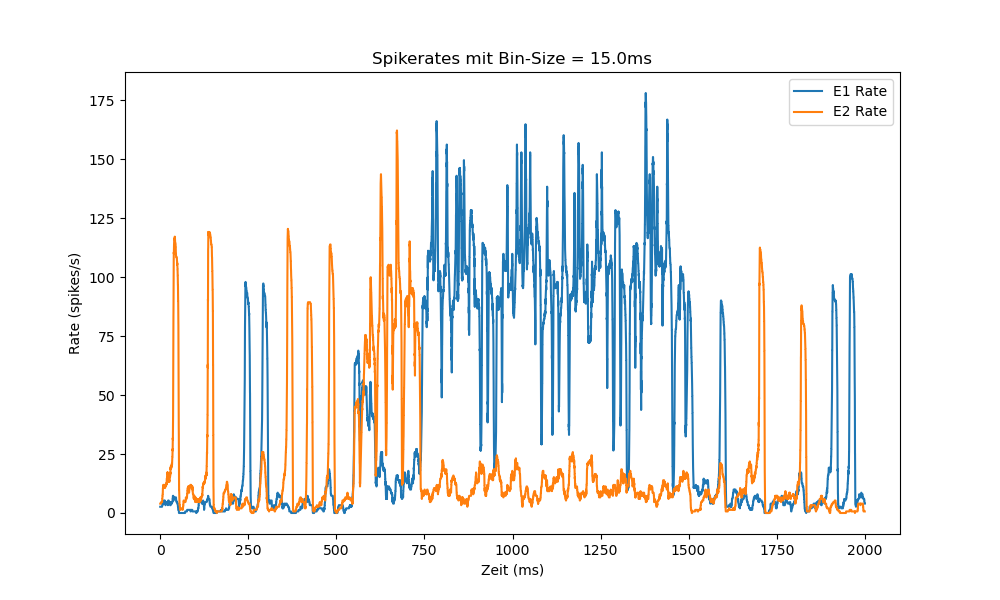 Spikerates mit Bin-Size = 15.0ms
E1 Rate
E2 Rate
175
150
125
100
75
50
25
0
Rate (spikes/s)
0 250 500 750 1000 1250 1500 1750 2000
Zeit (ms)